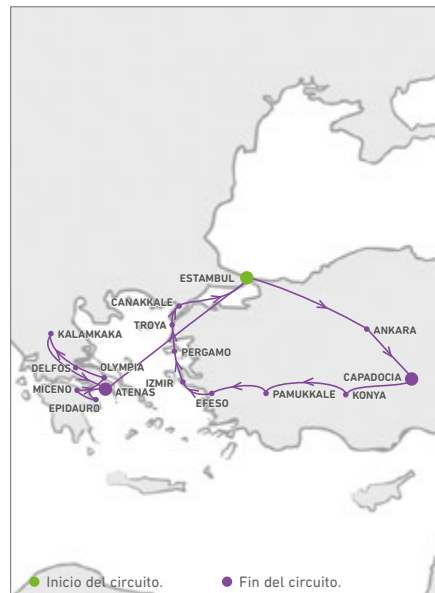 ESTAMBUL
CANAKKALE
TROYA
ANKARA
KALAMKAKA
PERGAMO
DELFOS
OLYMPIA
CAPADOCIA
MICENO
ATENAS
IZMIR
EFESO
PAMUKKALE
KONYA
EPIDAURO
Inicio del circuito.
Fin del circuito.